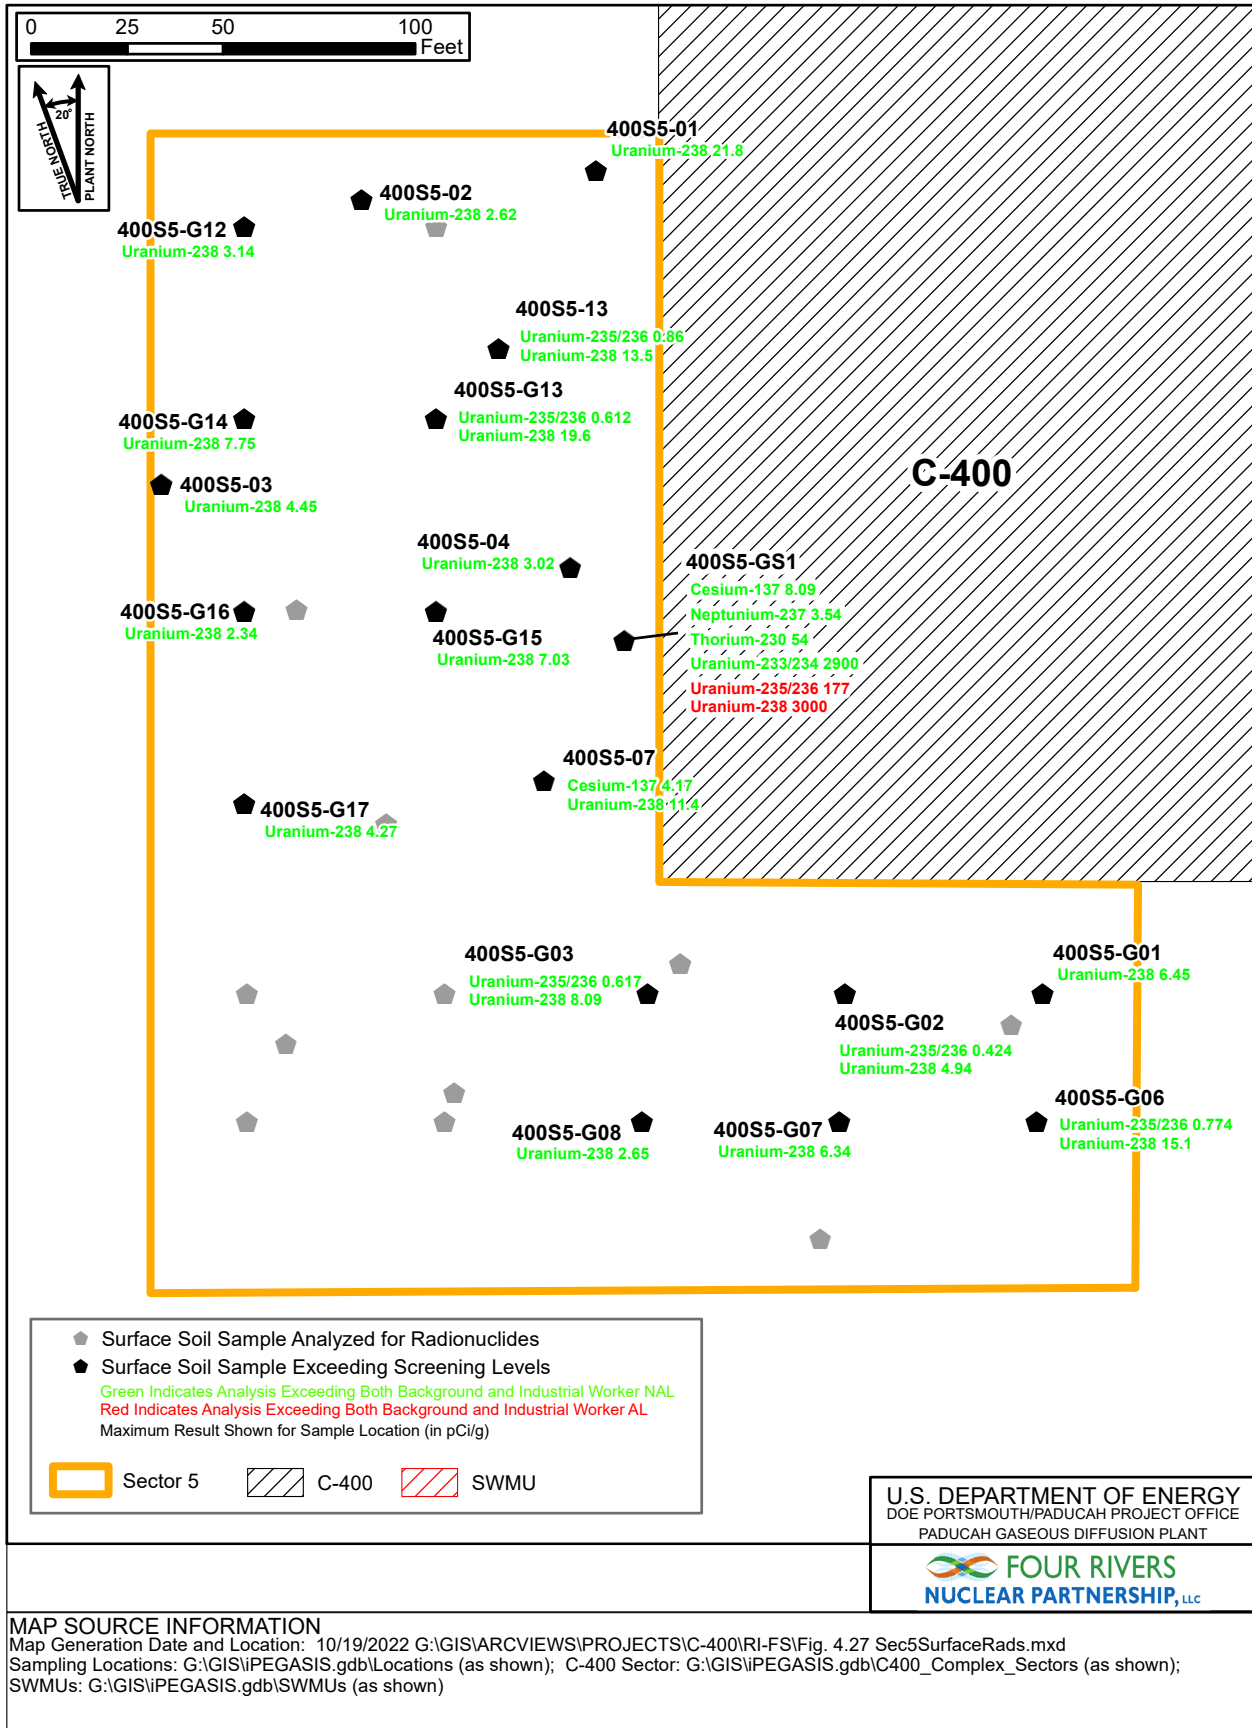 0 25 50 100
Feet
20°
TRUE NORTH
PLANT NORTH
400S5-01
Uranium-238 21.8
400S5-02
Uranium-238 2.62
400S5-G12
Uranium-238 3.14
400S5-13
Uranium-235/236 0.86
Uranium-238 13.5
400S5-G13
Uranium-235/236 0.612
Uranium-238 19.6
400S5-G14
Uranium-238 7.75
C-400
400S5-03
Uranium-238 4.45
400S5-04
Uranium-238 3.02
400S5-GS1
Cesium-137 8.09
Neptunium-237 3.54
Thorium-230 54
Uranium-233/234 2900
Uranium-235/236 177
Uranium-238 3000
400S5-G16
Uranium-238 2.34
400S5-G15
Uranium-238 7.03
400S5-07
Cesium-137 4.17
Uranium-238 11.4
400S5-G17
Uranium-238 4.27
400S5-G03
Uranium-235/236 0.617
Uranium-238 8.09
400S5-G01
Uranium-238 6.45
400S5-G02
Uranium-235/236 0.424
Uranium-238 4.94
400S5-G06
Uranium-235/236 0.774
Uranium-238 15.1
400S5-G08
Uranium-238 2.65
400S5-G07
Uranium-238 6.34
Surface Soil Sample Analyzed for Radionuclides
Surface Soil Sample Exceeding Screening Levels
Green Indicates Analysis Exceeding Both Background and Industrial Worker NAL
Red Indicates Analysis Exceeding Both Background and Industrial Worker AL
Maximum Result Shown for Sample Location (in pCi/g)
Sector 5 C-400 SWMU
U.S. DEPARTMENT OF ENERGY
DOE PORTSMOUTH/PADUCAH PROJECT OFFICE
PADUCAH GASEOUS DIFFUSION PLANT
FOUR RIVERS
NUCLEAR PARTNERSHIP, LLC
MAP SOURCE INFORMATION
Map Generation Date and Location: 10/19/2022 G:\GIS\ARCVIEWS\PROJECTS\C-400\RI-FS\Fig. 4.27 Sec5SurfaceRads.mxd
Sampling Locations: G:\GIS\iPEGASIS.gdb\Locations (as shown); C-400 Sector: G:\GIS\iPEGASIS.gdb\C400_Complex_Sectors (as shown);
SWMUs: G:\GIS\iPEGASIS.gdb\SWMUs (as shown)